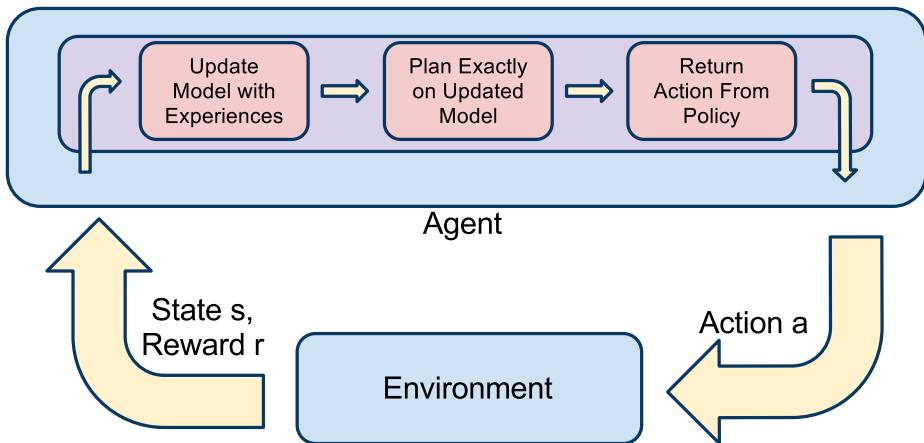 Update
Model with
Experiences
Plan Exactly
on Updated
Model
Return
Action From
Policy
Agent
State s,
Reward r
Action a
Environment